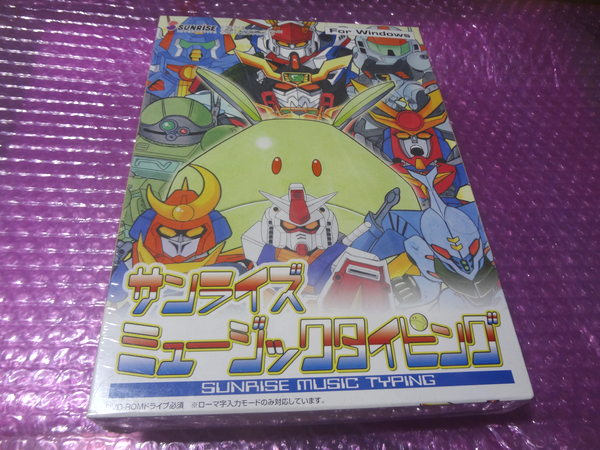 SUNRISE
For Windows
サンライズ
ミュージックタイピング
SUNRISE MUSIC TYPING
DVD-ROMドライブ必須 ※ローマ字入力モードのみ対応しています。